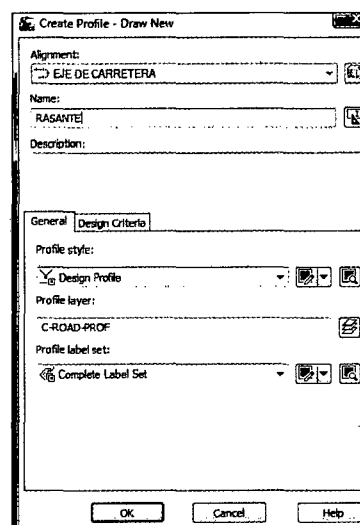 Create Profile - Draw New
Alignment:
EJE DE CARRETERA
Name:
RASANTE
Description:
General Design Criteria
Profile style:
Design Profile
Profile layer:
C-ROAD-PROF
Profile label set:
Complete Label Set
OK Cancel Help